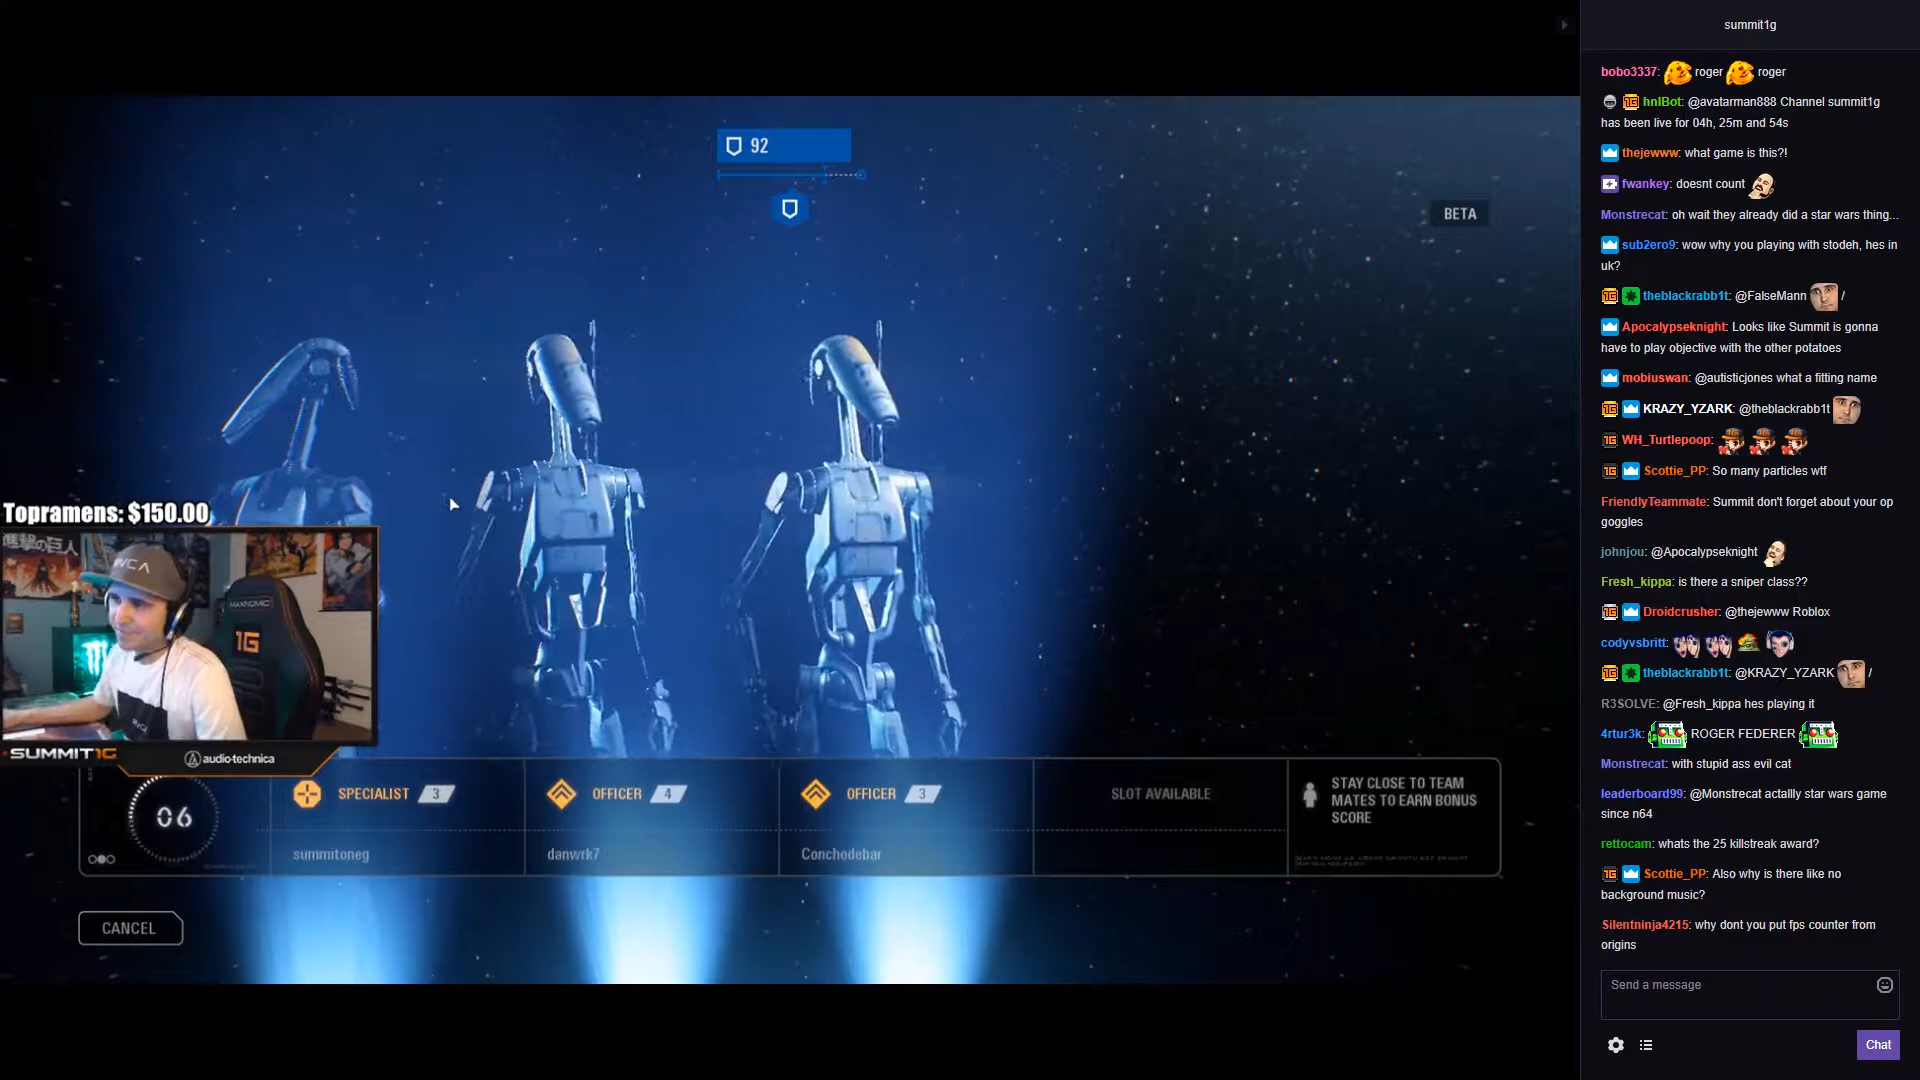 92
BETA
Topramens: $150.00
進撃の巨人
RVCA
MAXNOMIC
1G
SUMMIT1G
audio-technica
06
SPECIALIST 3
summitoneg
OFFICER 4
danwrk7
OFFICER 3
Conchodebar
SLOT AVAILABLE
STAY CLOSE TO TEAM
MATES TO EARN BONUS
SCORE
CANCEL
summit1g
bobo3337: roger roger
hnlBot: @avatarman888 Channel summit1g
has been live for 04h, 25m and 54s
thejewww: what game is this?!
fwankey: doesnt count
Monstrecat: oh wait they already did a star wars thing...
sub2ero9: wow why you playing with stodeh, hes in
uk?
theblackrabb1t: @FalseMann /
Apocalypseknight: Looks like Summit is gonna
have to play objective with the other potatoes
mobiuswan: @autisticjones what a fitting name
KRAZY_YZARK: @theblackrabb1t
WH_Turtlepoop:
Scottie_PP: So many particles wtf
FriendlyTeammate: Summit don't forget about your op
goggles
johnjou: @Apocalypseknight
Fresh_kippa: is there a sniper class??
Droidcrusher: @thejewww Roblox
codyvsbritt:
theblackrabb1t: @KRAZY_YZARK /
R3SOLVE: @Fresh_kippa hes playing it
4rtur3k: ROGER FEDERER
Monstrecat: with stupid ass evil cat
leaderboard99: @Monstrecat actallly star wars game
since n64
rettocam: whats the 25 killstreak award?
Scottie_PP: Also why is there like no
background music?
Silentninja4215: why dont you put fps counter from
origins
Send a message
Chat